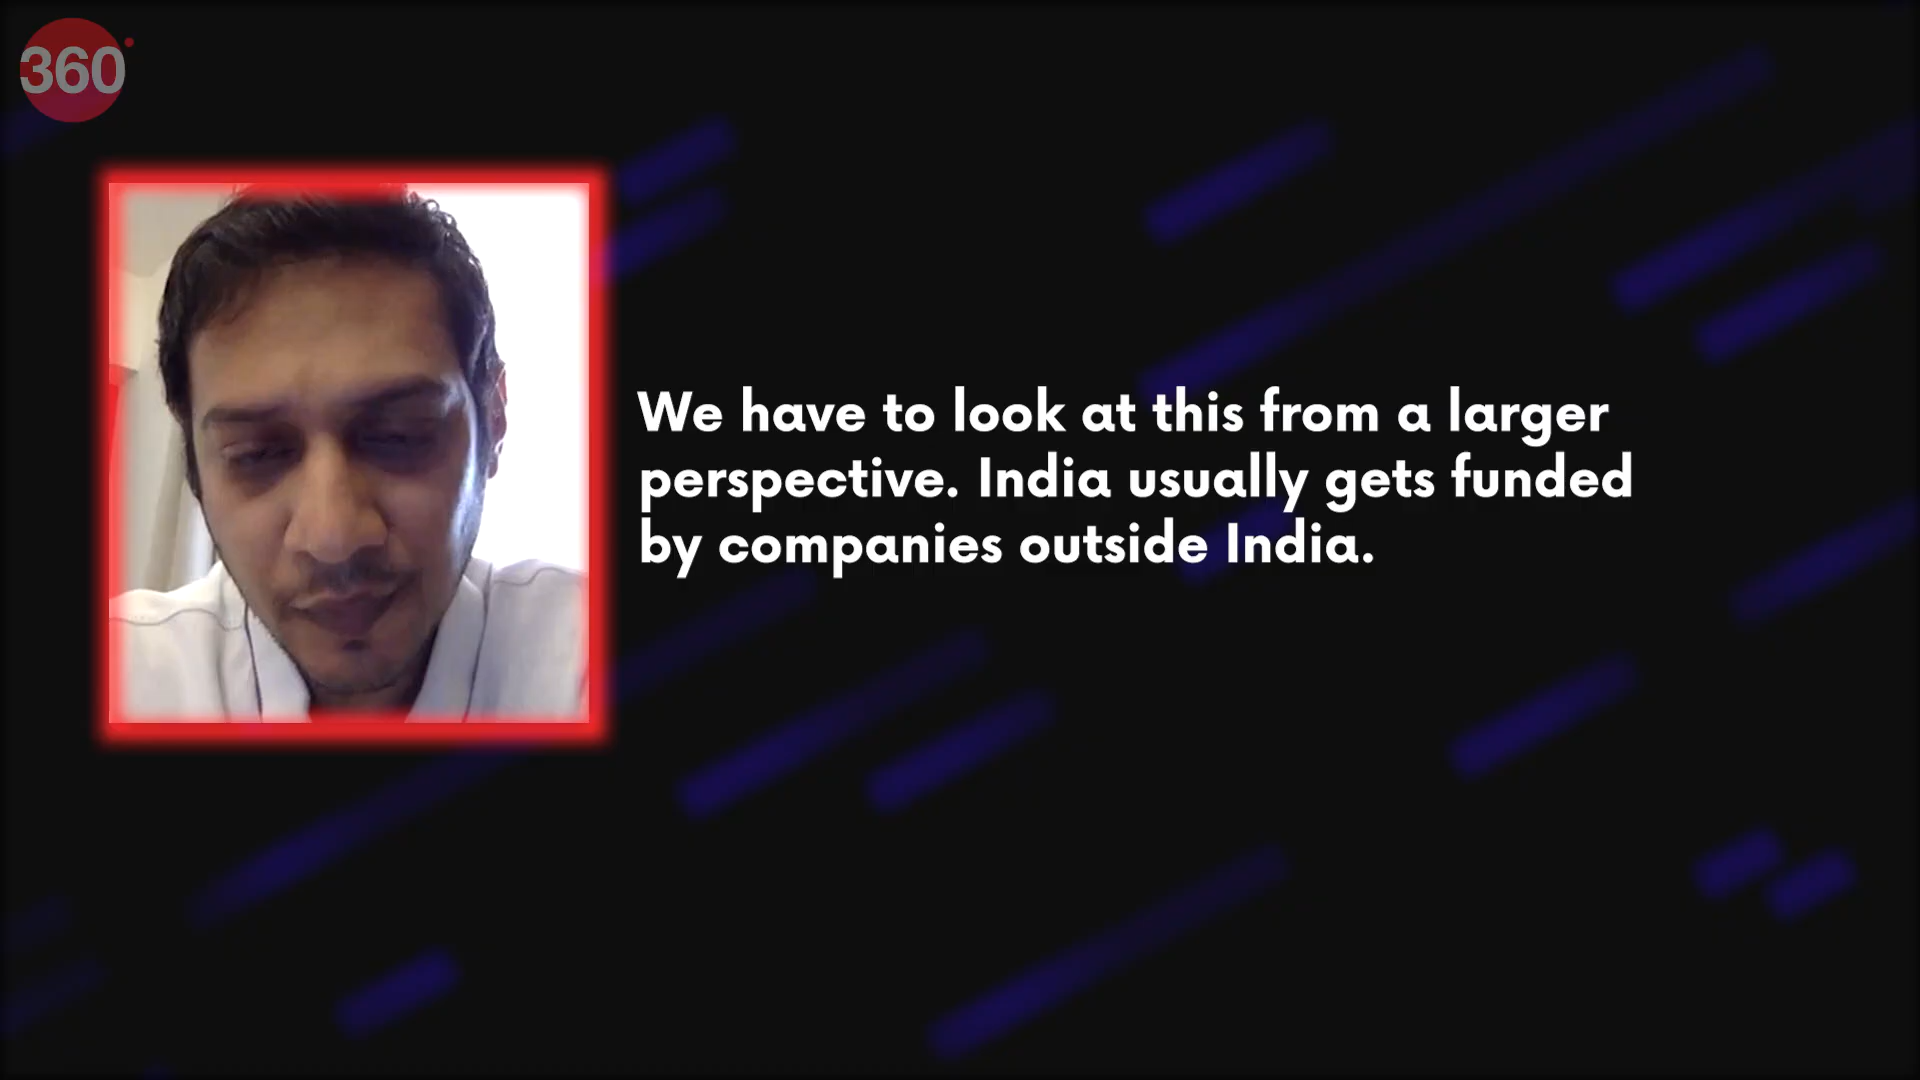 360
We have to look at this from a larger
perspective. India usually gets funded
by companies outside India.